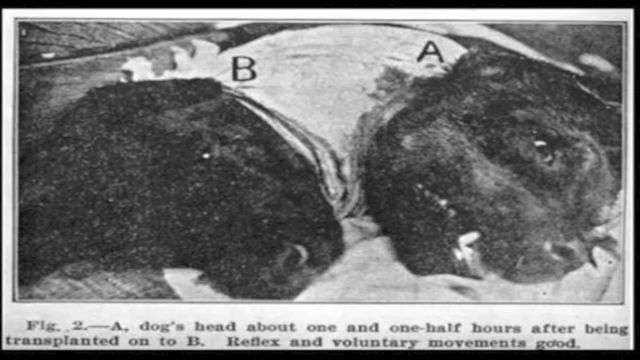 B A
Fig. 2.—A, dog's head about one and one-half hours after being
transplanted on to B. Reflex and voluntary movements good.